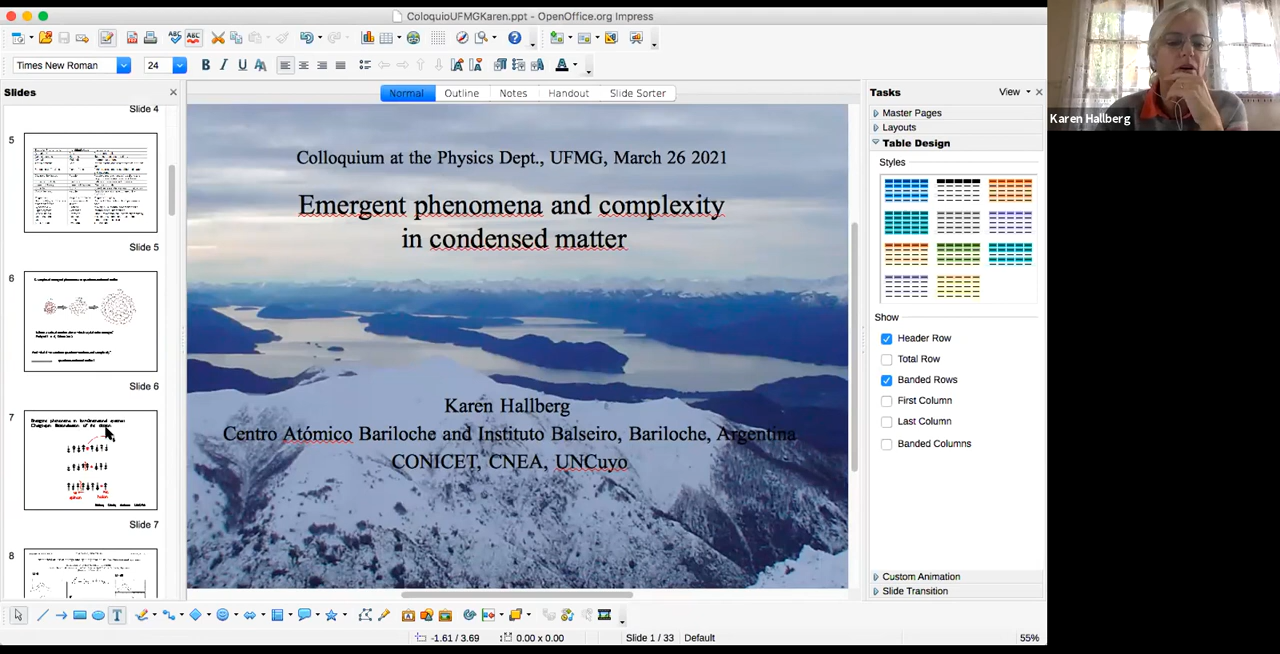 ColoquioUFMGKaren.ppt - OpenOffice.org Impress
Times New Roman
24
Slides
Normal
Outline
Notes
Handout
Slide Sorter
Slide 4
5
Slide 5
6
Slide 6
7
Slide 7
8
Colloquium at the Physics Dept., UFMG, March 26 2021
Emergent phenomena and complexity
in condensed matter
Karen Hallberg
Centro Atómico Bariloche and Instituto Balseiro, Bariloche, Argentina
CONICET, CNEA, UNCuyo
Tasks
View
Master Pages
Layouts
Table Design
Styles
Show
Header Row
Total Row
Banded Rows
First Column
Last Column
Banded Columns
Custom Animation
Slide Transition
Karen Hallberg
-1.61 / 3.69
0.00 x 0.00
Slide 1 / 33
Default
55%